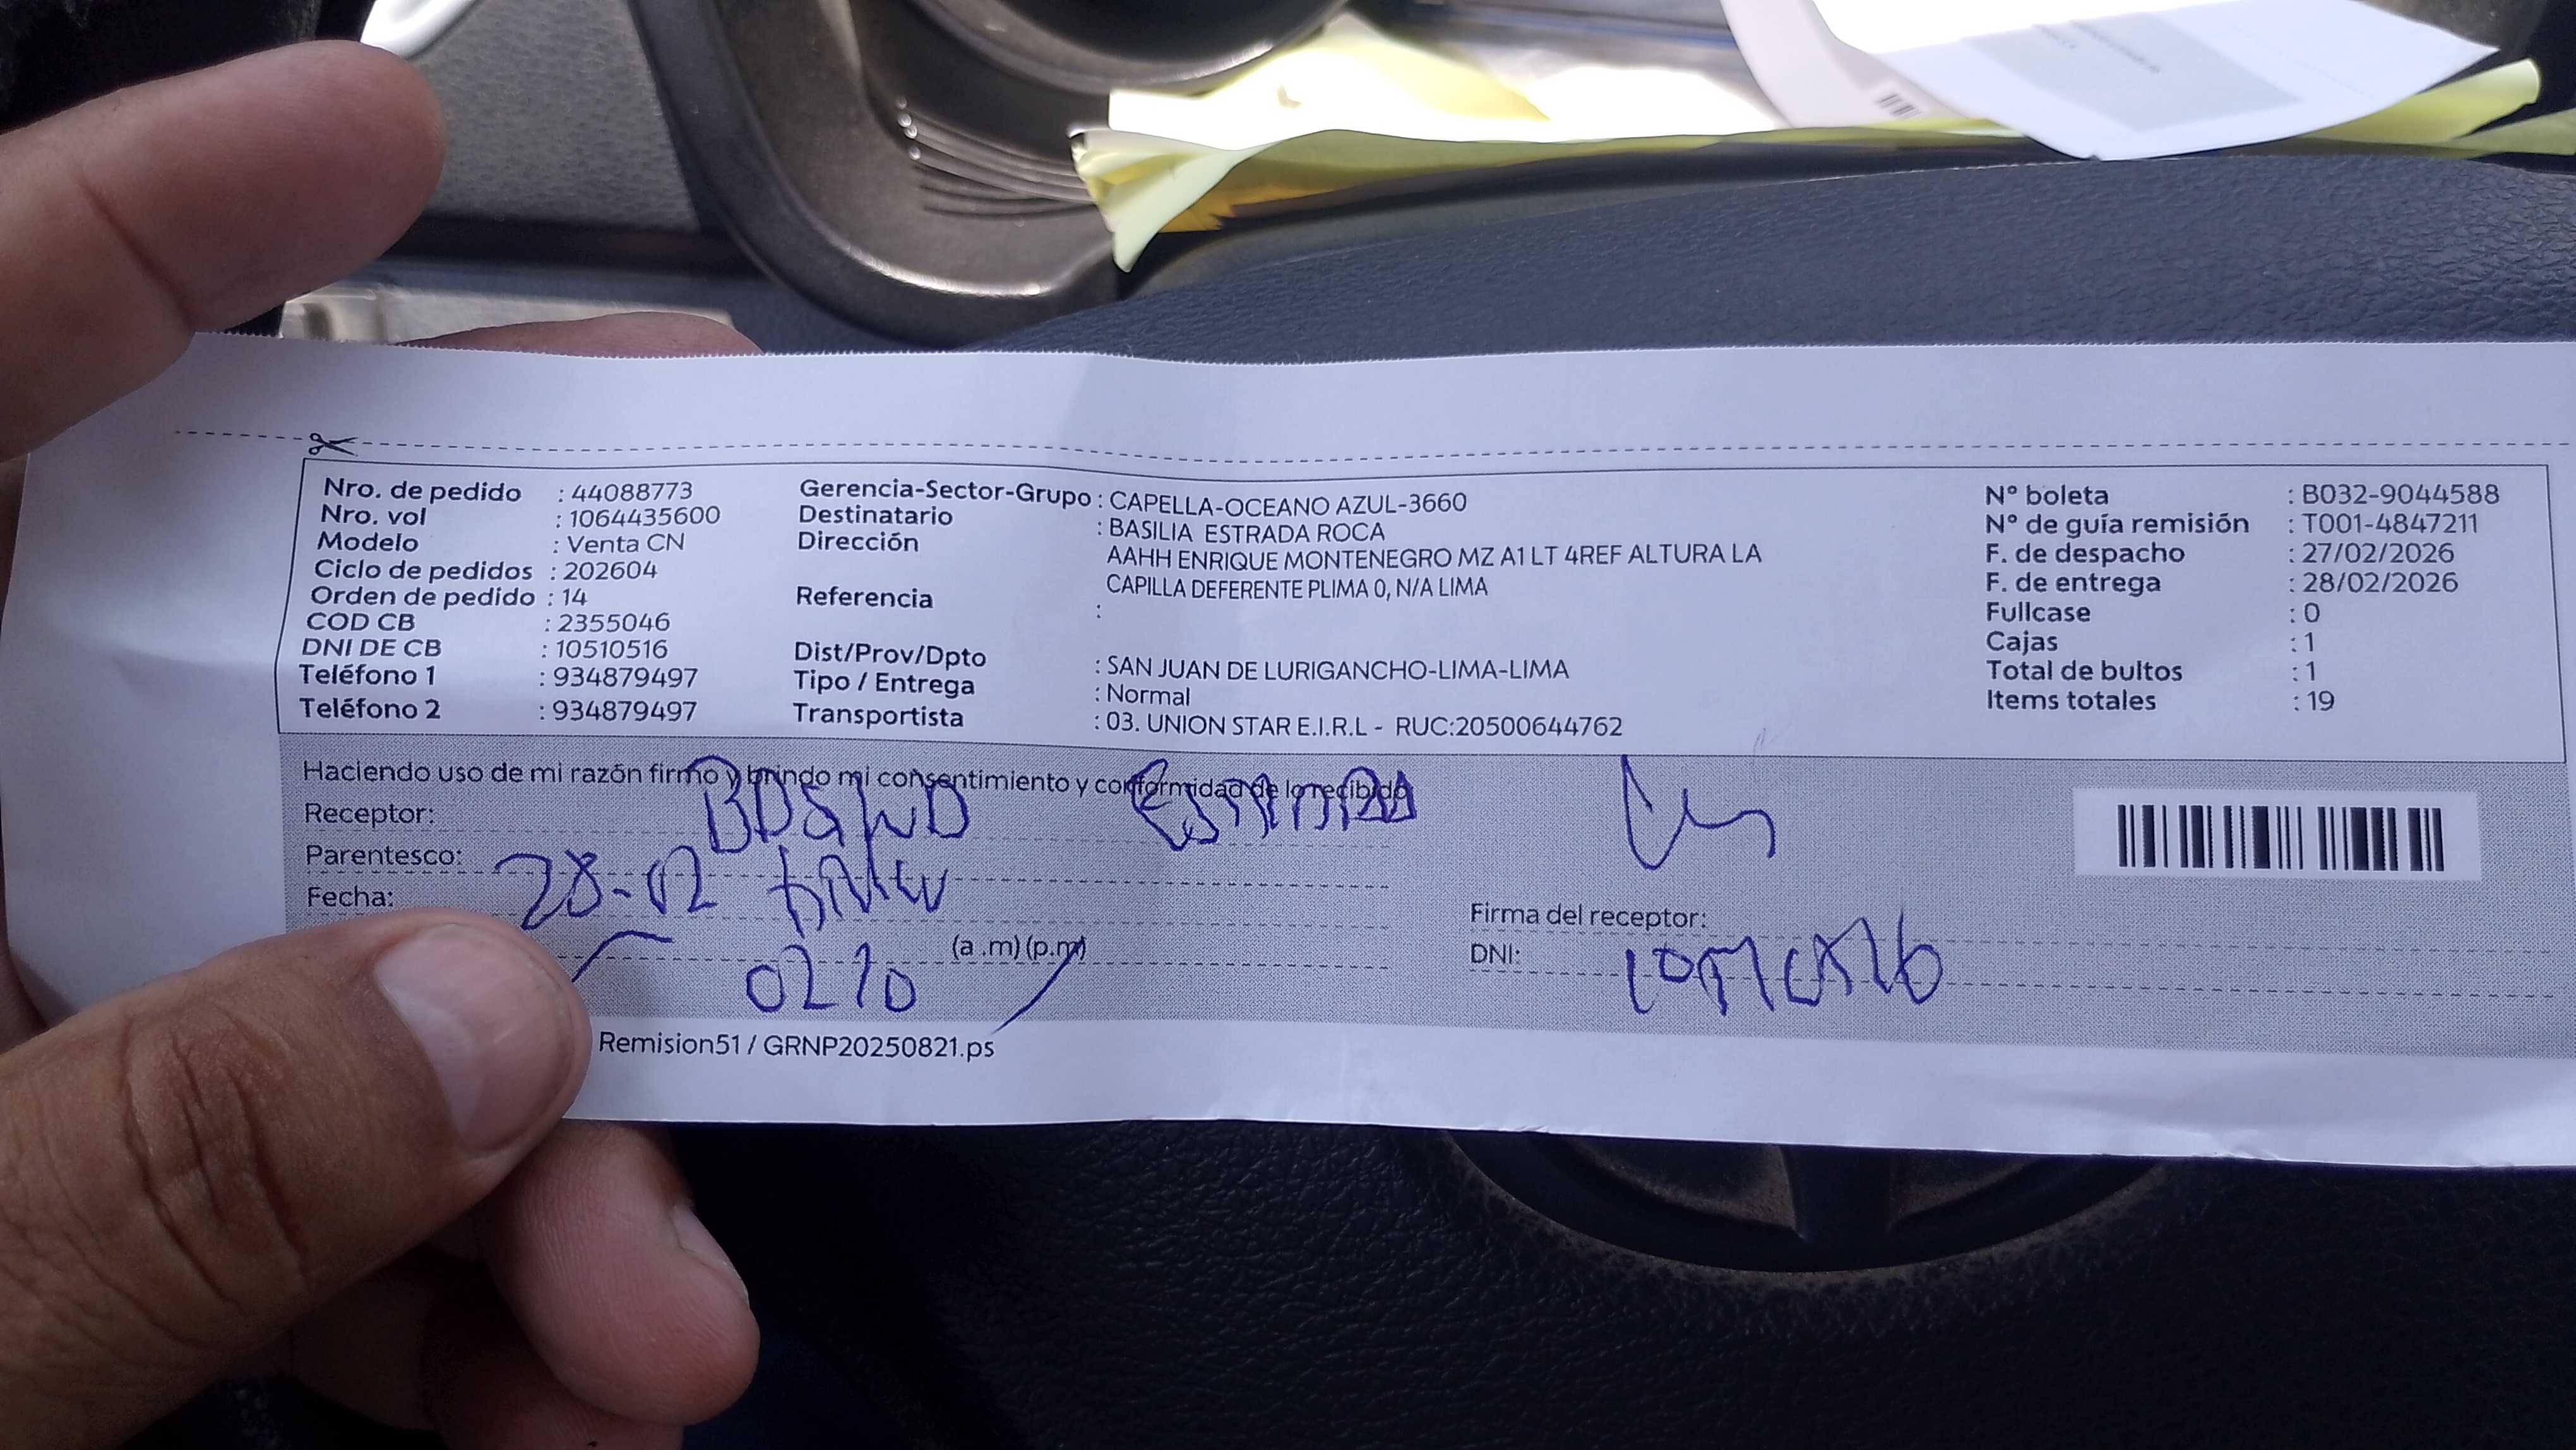 Nro. de pedido : 44088773
Nro. vol : 1064435600
Modelo : Venta CN
Ciclo de pedidos : 202604
Orden de pedido : 14
COD CB : 2355046
DNI DE CB : 10510516
Teléfono 1 : 934879497
Teléfono 2 : 934879497
Gerencia-Sector-Grupo : CAPELLA-OCEANO AZUL-3660
Destinatario : BASILIA ESTRADA ROCA
Dirección AAHH ENRIQUE MONTENEGRO MZ A1 LT 4REF ALTURA LA
CAPILLA DEFERENTE PLIMA 0, N/A LIMA
Referencia :
Dist/Prov/Dpto : SAN JUAN DE LURIGANCHO-LIMA-LIMA
Tipo / Entrega : Normal
Transportista : 03. UNION STAR E.I.R.L - RUC:20500644762
N° boleta : B032-9044588
N° de guía remisión : T001-4847211
F. de despacho : 27/02/2026
F. de entrega : 28/02/2026
Fullcase : 0
Cajas : 1
Total de bultos : 1
Items totales : 19
Haciendo uso de mi razón firmo y brindo mi consentimiento y conformidad de lo recibido
Receptor:
Parentesco:
Fecha: 28-02
0210 (a .m) (p.m)
Firma del receptor:
DNI:
Remision51 / GRNP20250821.ps